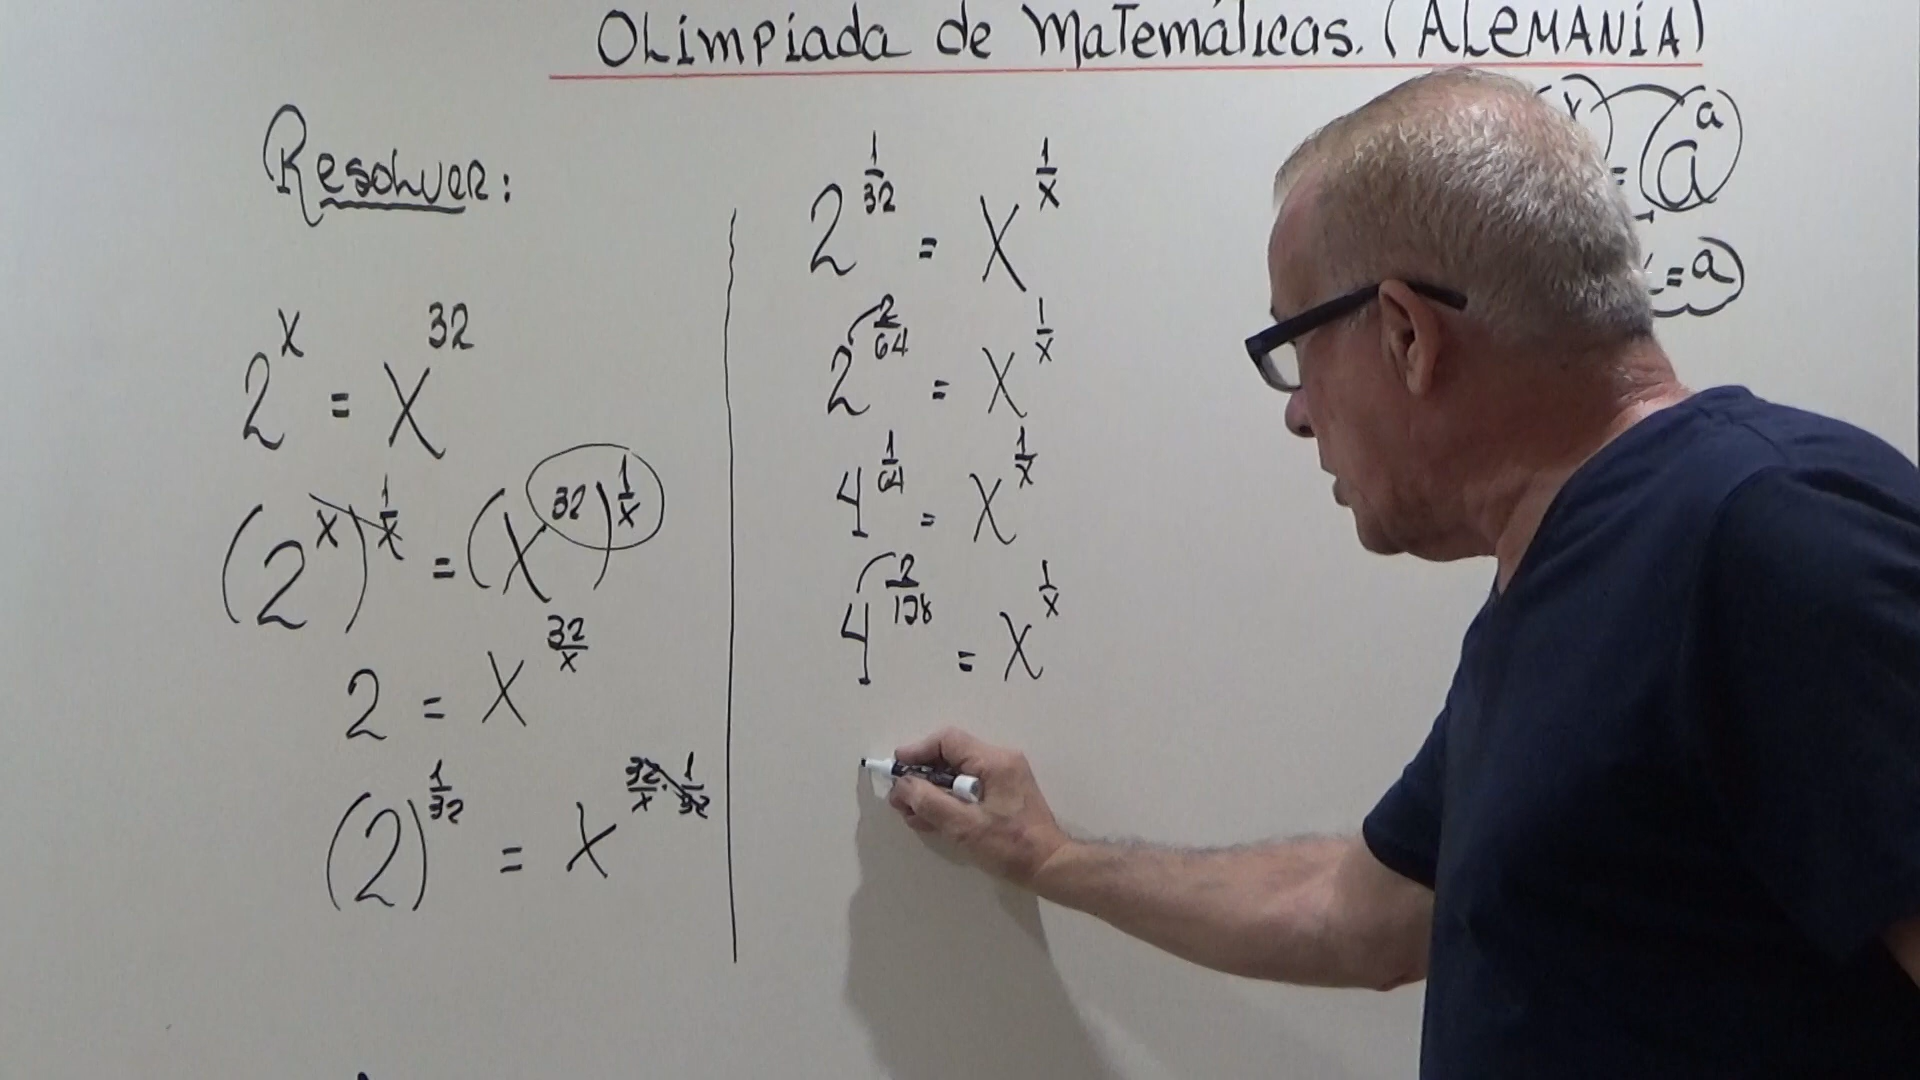 OLimpiada de MaTemáticas. (ALEMANIA)
Resolver:
2^x = X^32
(2^x)^(1/x) = (X^32)^(1/x)
2 = X^(32/x)
(2)^(1/32) = X^(32/x · 1/32)
2^(1/32) = X^(1/x)
2^(2/64) = X^(1/x)
4^(1/64) = X^(1/x)
4^(2/128) = X^(1/x)
x = a^a
= a